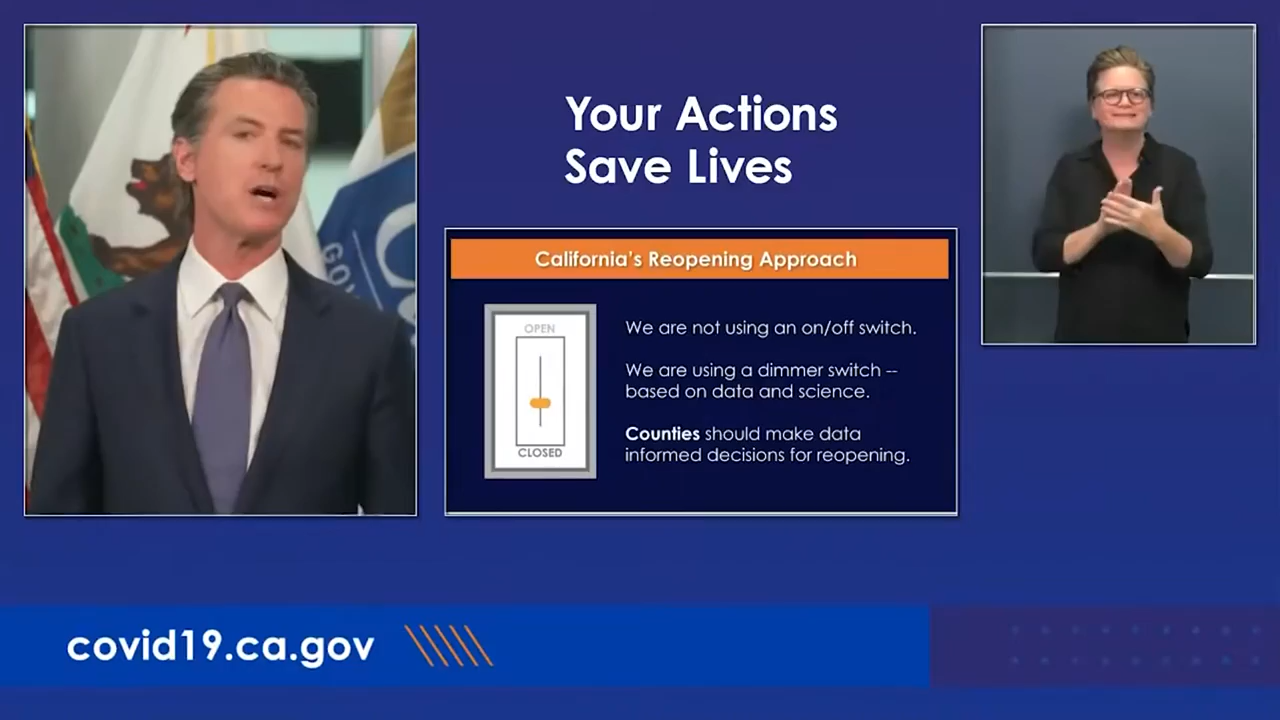 Your Actions
Save Lives
California's Reopening Approach
OPEN
CLOSED
We are not using an on/off switch.
We are using a dimmer switch --
based on data and science.
Counties should make data
informed decisions for reopening.
covid19.ca.gov